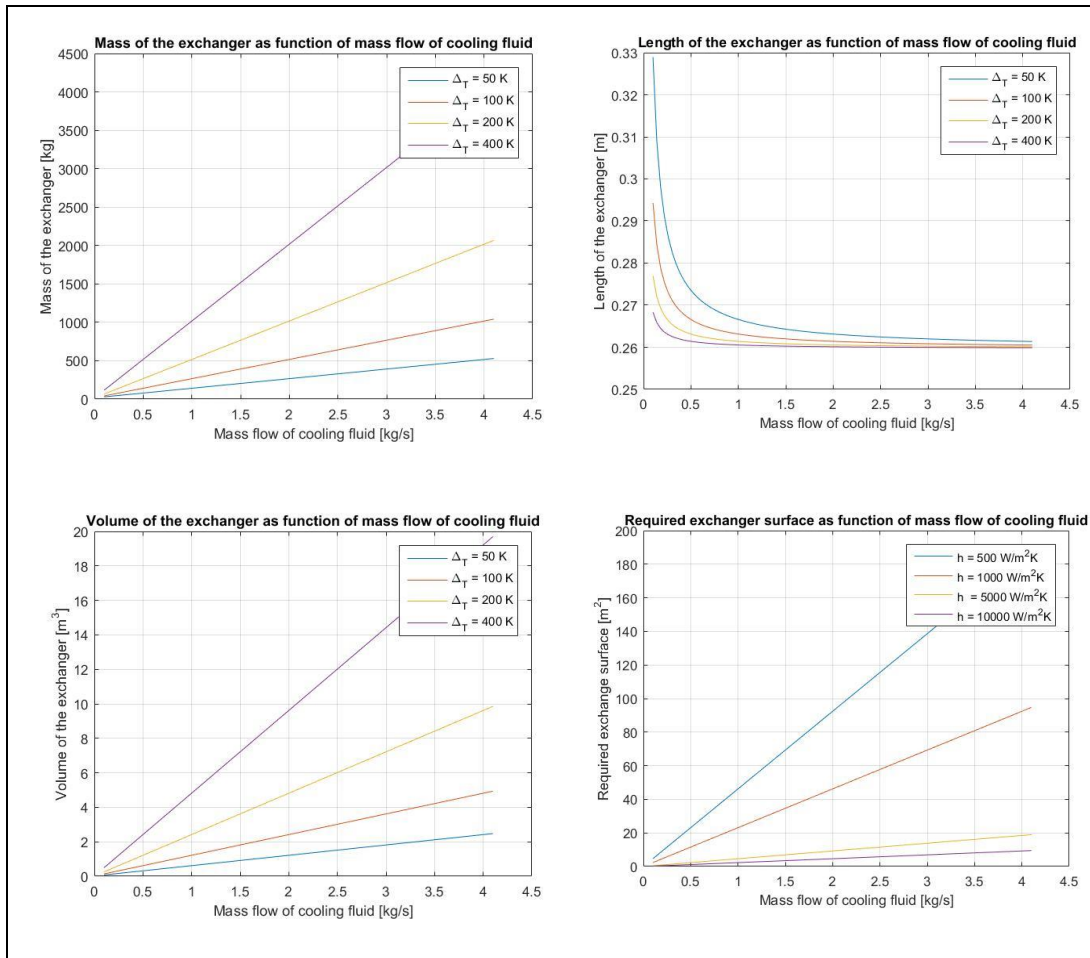 Mass of the exchanger as function of mass flow of cooling fluid
4500
4000
3500
3000
2500
2000
1500
1000
500
0
Mass of the exchanger [kg]
Δ_T = 50 K
Δ_T = 100 K
Δ_T = 200 K
Δ_T = 400 K
0 0.5 1 1.5 2 2.5 3 3.5 4 4.5
Mass flow of cooling fluid [kg/s]
Length of the exchanger as function of mass flow of cooling fluid
0.33
0.32
0.31
0.3
0.29
0.28
0.27
0.26
0.25
Length of the exchanger [m]
Δ_T = 50 K
Δ_T = 100 K
Δ_T = 200 K
Δ_T = 400 K
0 0.5 1 1.5 2 2.5 3 3.5 4 4.5
Mass flow of cooling fluid [kg/s]
Volume of the exchanger as function of mass flow of cooling fluid
20
18
16
14
12
10
8
6
4
2
0
Volume of the exchanger [m³]
Δ_T = 50 K
Δ_T = 100 K
Δ_T = 200 K
Δ_T = 400 K
0 0.5 1 1.5 2 2.5 3 3.5 4 4.5
Mass flow of cooling fluid [kg/s]
Required exchanger surface as function of mass flow of cooling fluid
200
180
160
140
120
100
80
60
40
20
0
Required exchange surface [m²]
h = 500 W/m²K
h = 1000 W/m²K
h = 5000 W/m²K
h = 10000 W/m²K
0 0.5 1 1.5 2 2.5 3 3.5 4 4.5
Mass flow of cooling fluid [kg/s]